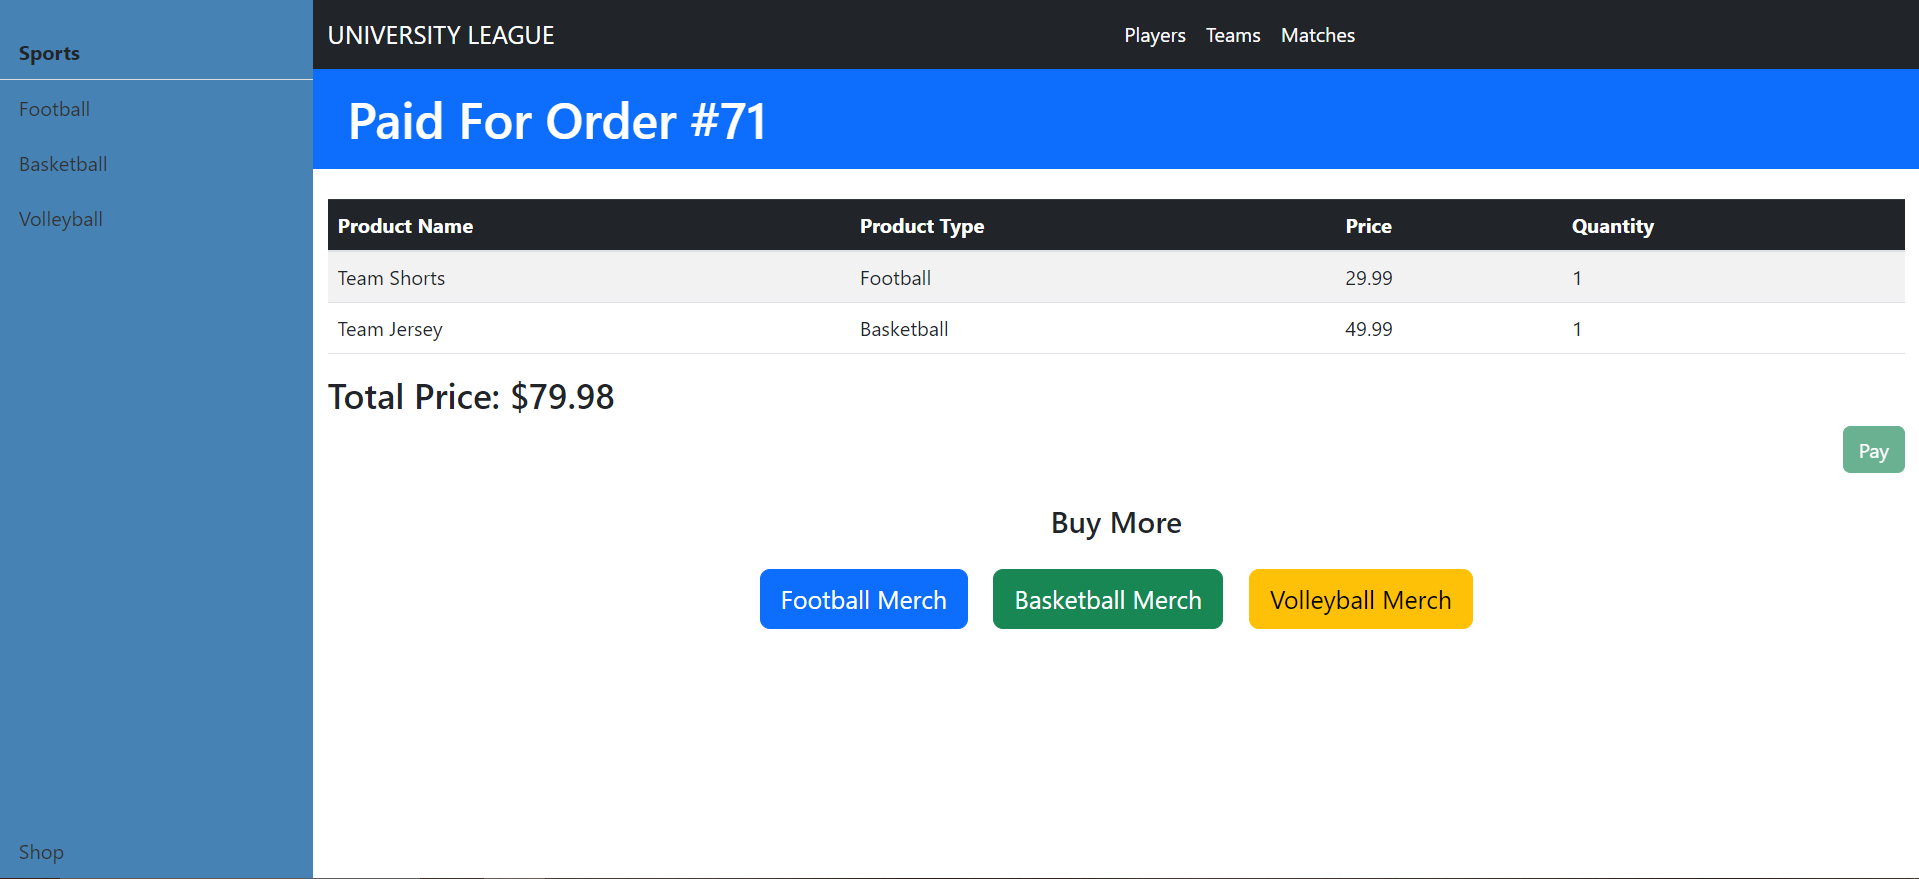 Sports
Football
Basketball
Volleyball
Shop
UNIVERSITY LEAGUE
Players Teams Matches
Paid For Order #71
Product Name Product Type Price Quantity
Team Shorts Football 29.99 1
Team Jersey Basketball 49.99 1
Total Price: $79.98
Pay
Buy More
Football Merch Basketball Merch Volleyball Merch